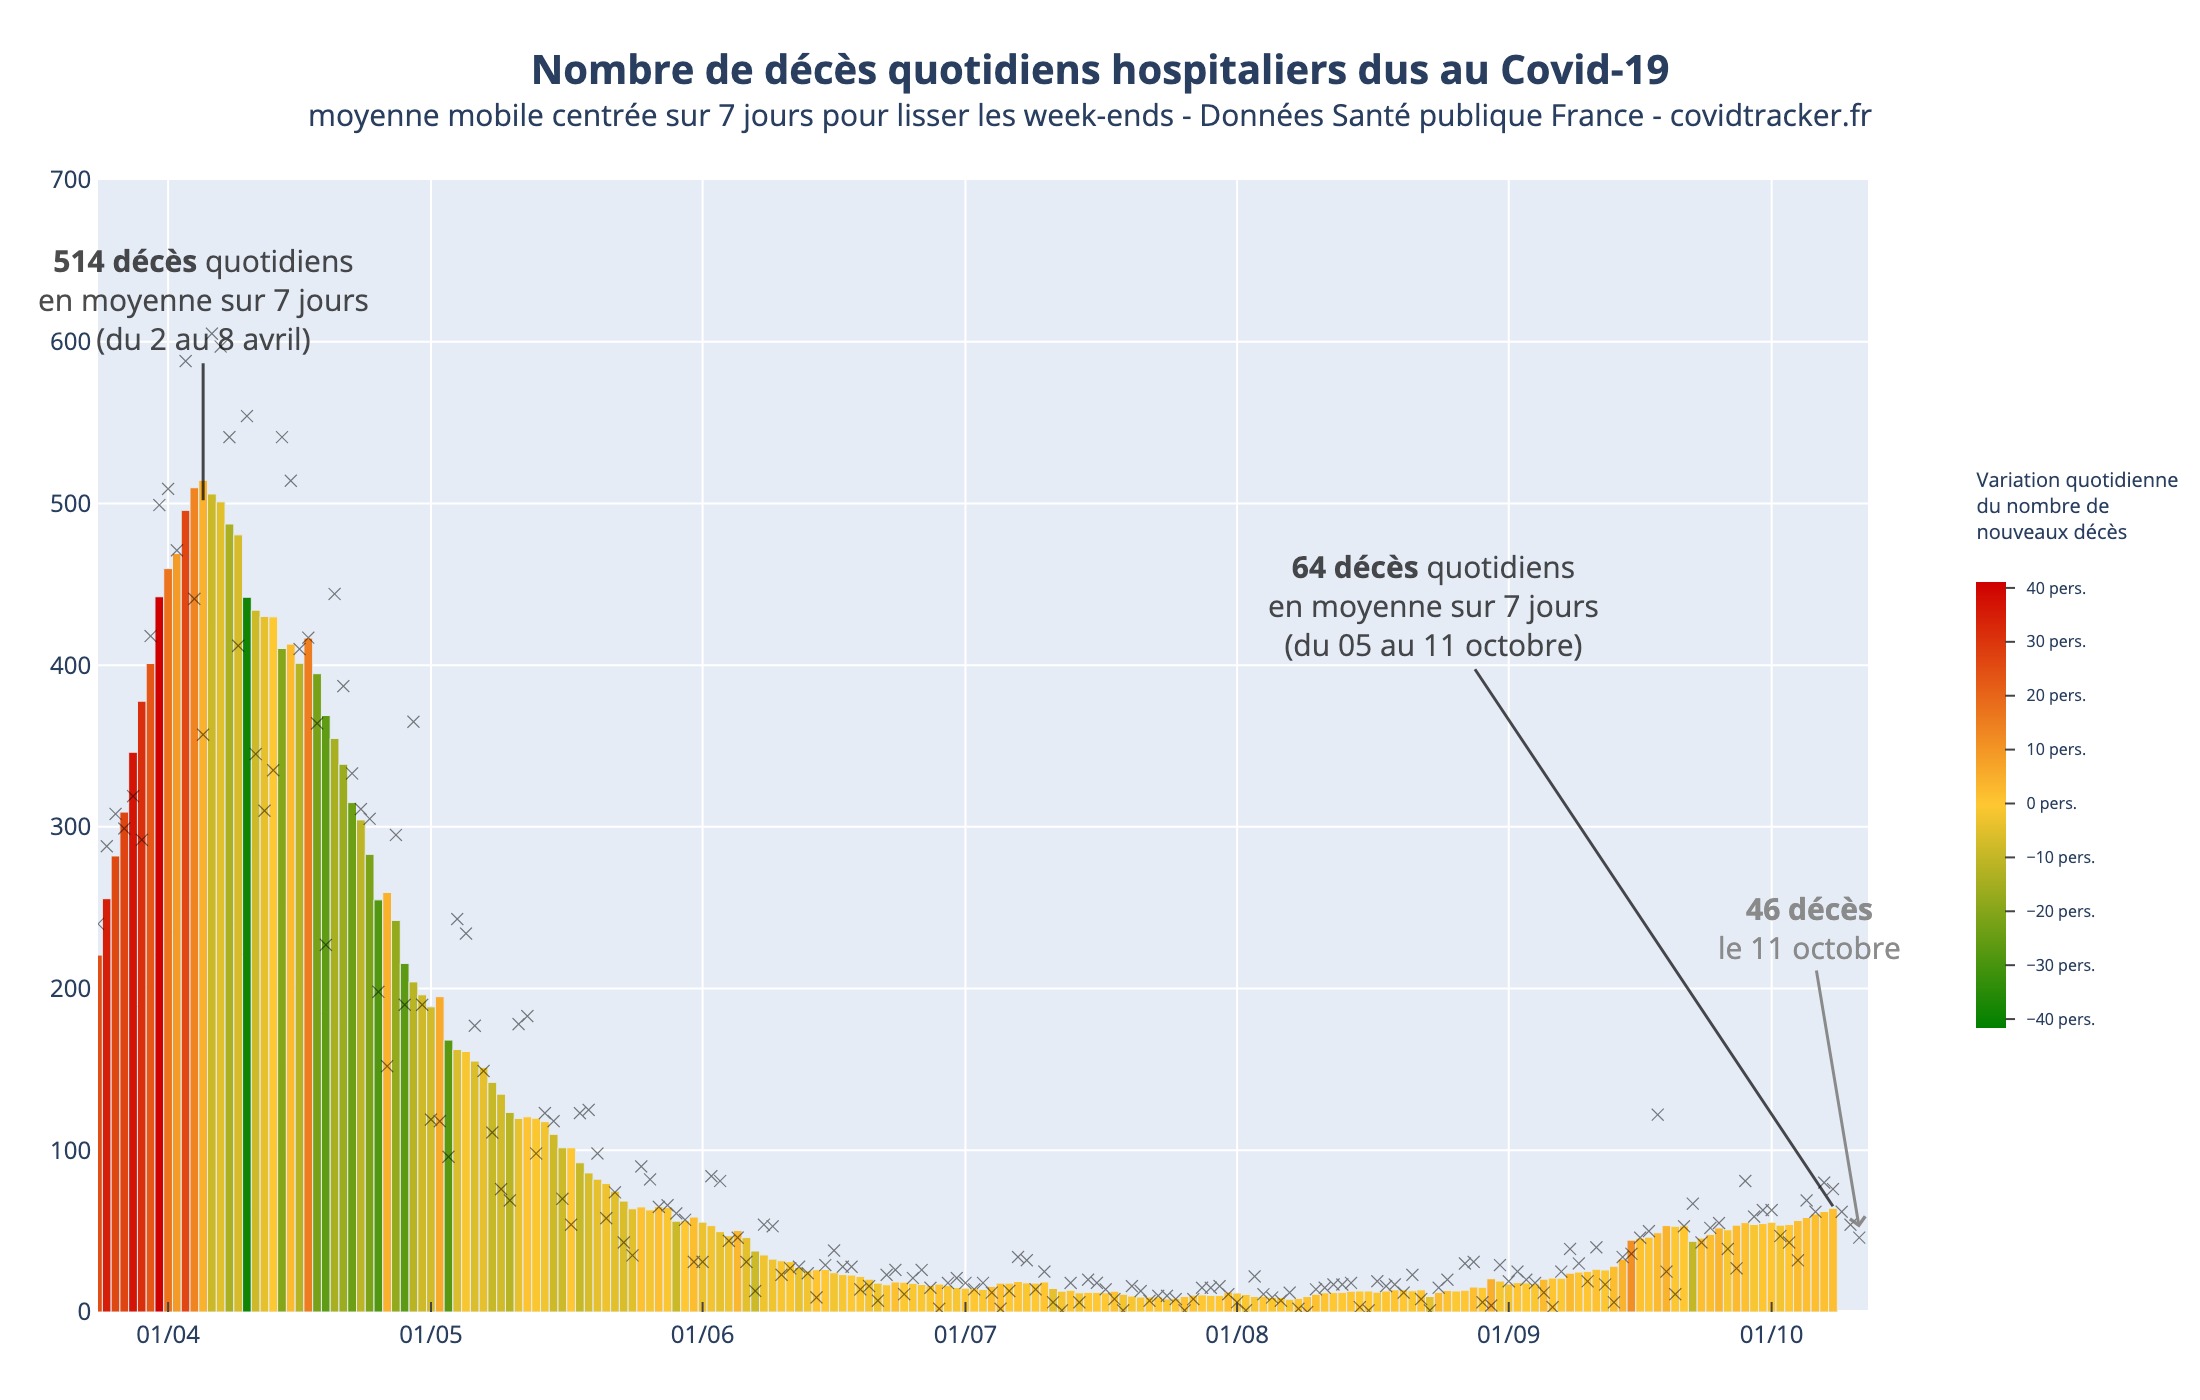 Nombre de décès quotidiens hospitaliers dus au Covid-19
moyenne mobile centrée sur 7 jours pour lisser les week-ends - Données Santé publique France - covidtracker.fr
700
514 décès quotidiens
en moyenne sur 7 jours
(du 2 au 8 avril)
600
500
400
300
200
100
0
64 décès quotidiens
en moyenne sur 7 jours
(du 05 au 11 octobre)
46 décès
le 11 octobre
01/04
01/05
01/06
01/07
01/08
01/09
01/10
Variation quotidienne
du nombre de
nouveaux décès
40 pers.
30 pers.
20 pers.
10 pers.
0 pers.
−10 pers.
−20 pers.
−30 pers.
−40 pers.